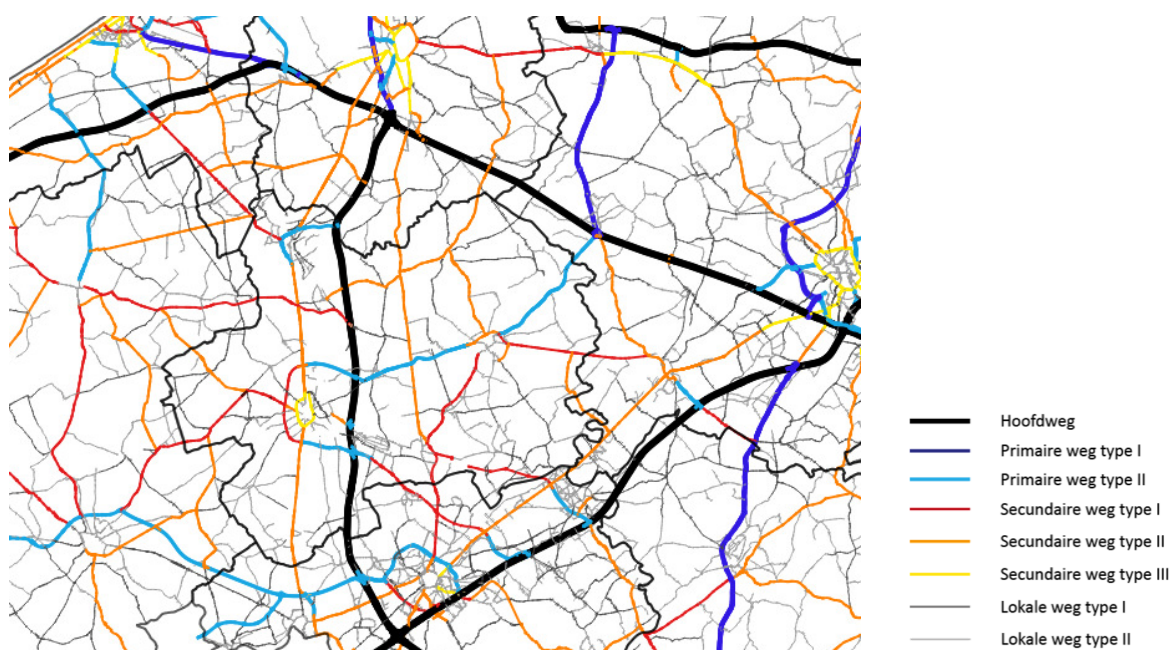 Hoofdweg
Primaire weg type I
Primaire weg type II
Secundaire weg type I
Secundaire weg type II
Secundaire weg type III
Lokale weg type I
Lokale weg type II